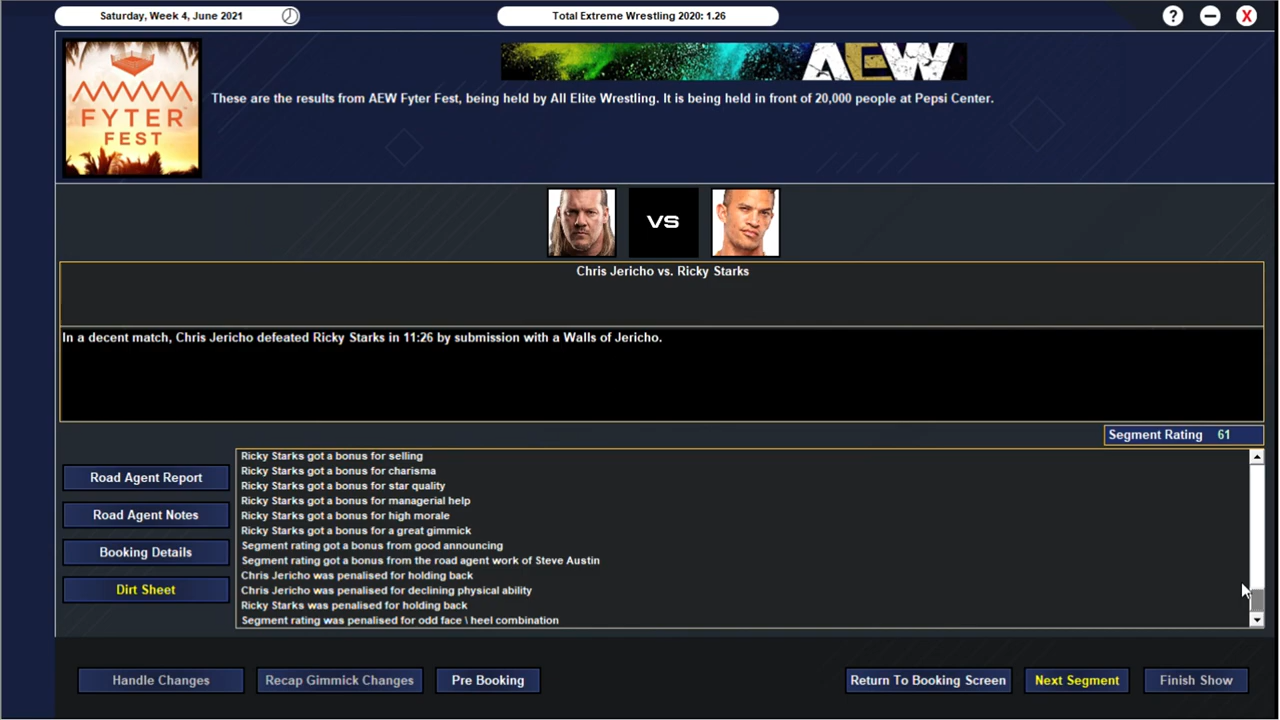 Saturday, Week 4, June 2021
Total Extreme Wrestling 2020: 1.26
?
X
FYTER
FEST
AEW
These are the results from AEW Fyter Fest, being held by All Elite Wrestling. It is being held in front of 20,000 people at Pepsi Center.
VS
Chris Jericho vs. Ricky Starks
In a decent match, Chris Jericho defeated Ricky Starks in 11:26 by submission with a Walls of Jericho.
Segment Rating 61
Road Agent Report
Road Agent Notes
Booking Details
Dirt Sheet
Ricky Starks got a bonus for selling
Ricky Starks got a bonus for charisma
Ricky Starks got a bonus for star quality
Ricky Starks got a bonus for managerial help
Ricky Starks got a bonus for high morale
Ricky Starks got a bonus for a great gimmick
Segment rating got a bonus from good announcing
Segment rating got a bonus from the road agent work of Steve Austin
Chris Jericho was penalised for holding back
Chris Jericho was penalised for declining physical ability
Ricky Starks was penalised for holding back
Segment rating was penalised for odd face \ heel combination
Handle Changes
Recap Gimmick Changes
Pre Booking
Return To Booking Screen
Next Segment
Finish Show